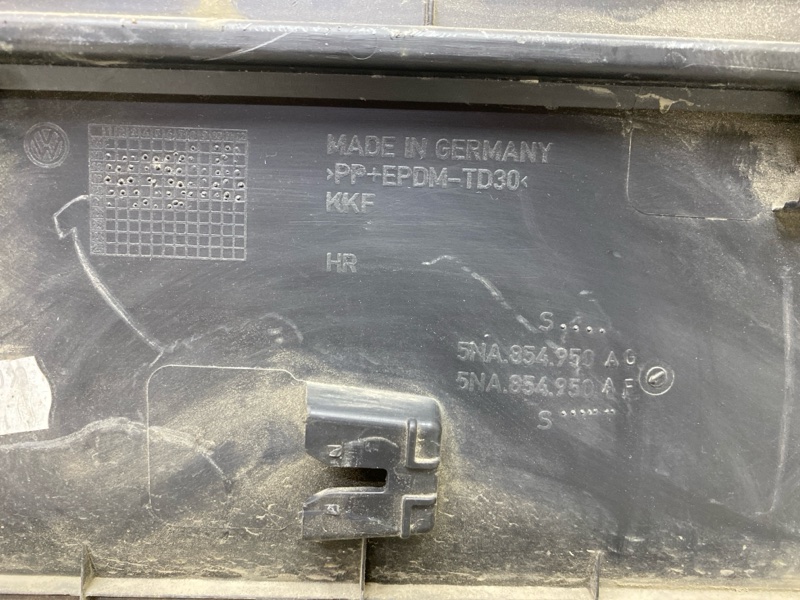 MADE IN GERMANY
>PP+EPDM-TD30<
KKF
HR
S....
5NA.854.950 A G
5NA.854.950 A F
S